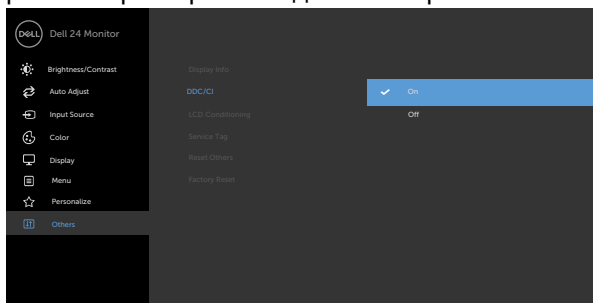 DELL
Dell 24 Monitor
Brightness/Contrast
Auto Adjust
Input Source
Color
Display
Menu
Personalize
Others
Display Info
DDC/CI
LCD Conditioning
Service Tag
Reset Others
Factory Reset
On
Off